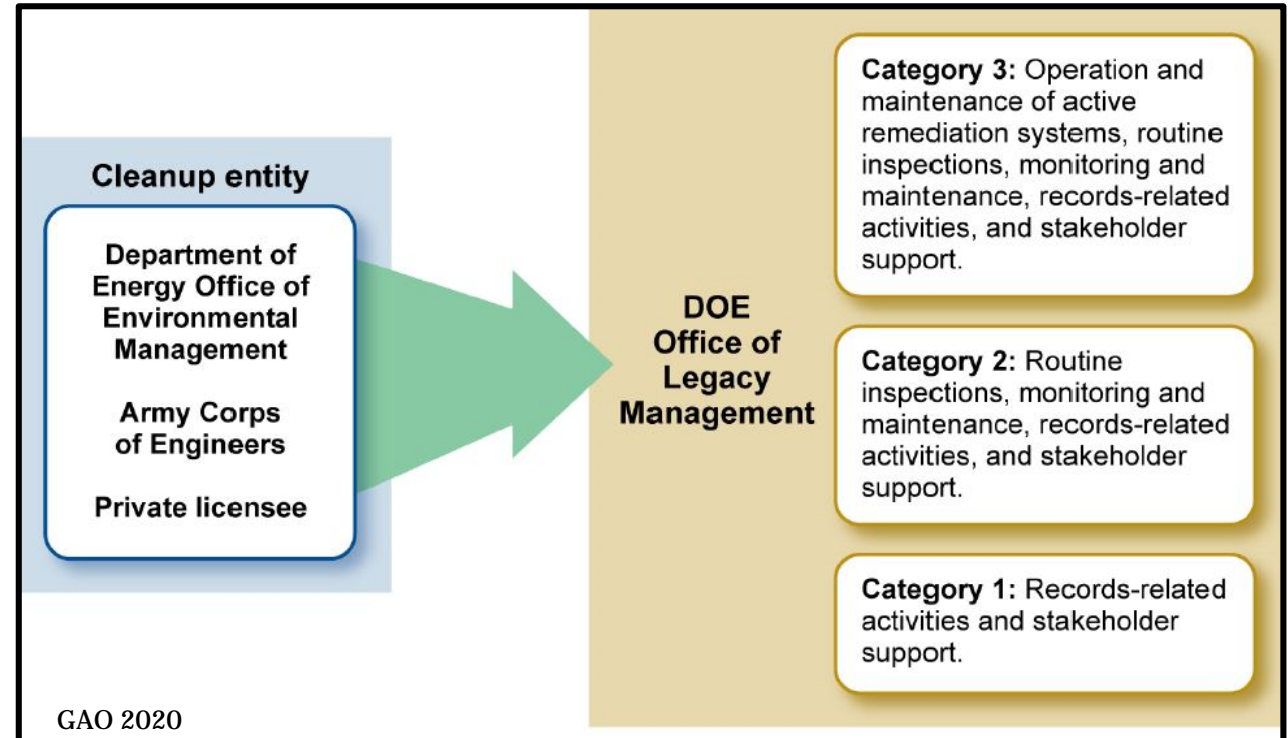 Cleanup entity
Department of
Energy Office of
Environmental
Management
Army Corps
of Engineers
Private licensee
DOE
Office of
Legacy
Management
Category 3: Operation and
maintenance of active
remediation systems, routine
inspections, monitoring and
maintenance, records-related
activities, and stakeholder
support.
Category 2: Routine
inspections, monitoring and
maintenance, records-related
activities, and stakeholder
support.
Category 1: Records-related
activities and stakeholder
support.
GAO 2020